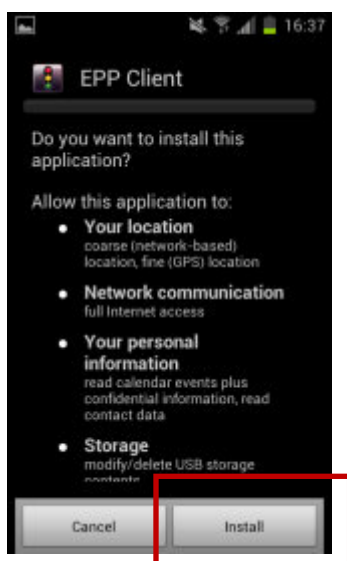 16:37
EPP Client
Do you want to install this
application?
Allow this application to:
● Your location
coarse (network-based)
location, fine (GPS) location
● Network communication
full Internet access
● Your personal
information
read calendar events plus
confidential information, read
contact data
● Storage
modify/delete USB storage
contents
Cancel
Install